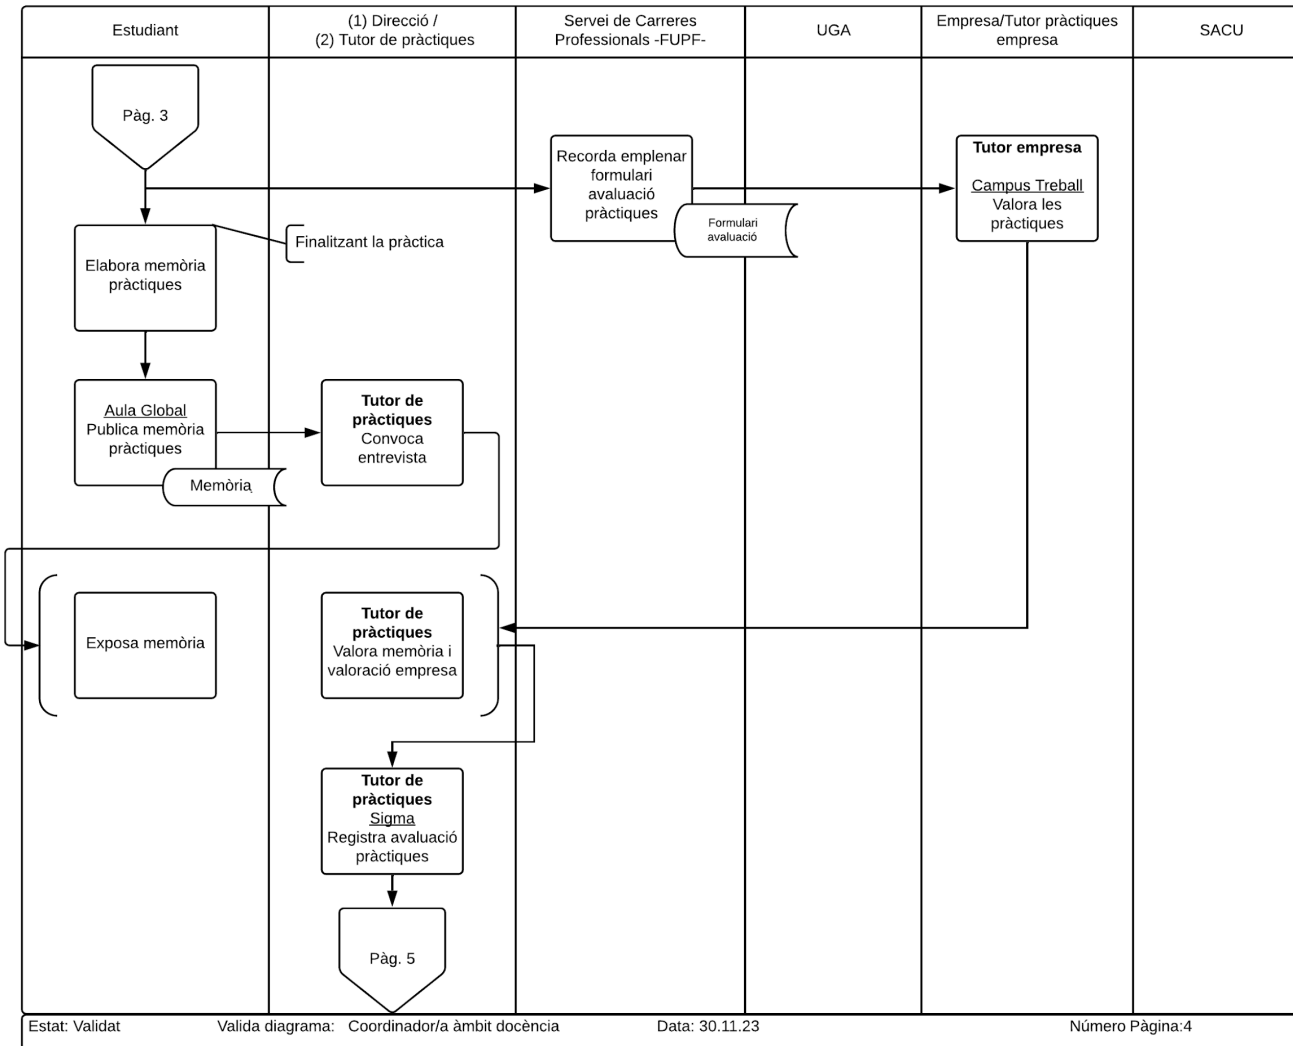 Estudiant
(1) Direcció /
(2) Tutor de pràctiques
Servei de Carreres
Professionals -FUPF-
UGA
Empresa/Tutor pràctiques
empresa
SACU
Pàg. 3
Recorda emplenar
formulari
avaluació
pràctiques
Formulari
avaluació
Tutor empresa
Campus Treball
Valora les
pràctiques
Finalitzant la pràctica
Elabora memòria
pràctiques
Aula Global
Publica memòria
pràctiques
Memòria
Tutor de
pràctiques
Convoca
entrevista
Exposa memòria
Tutor de
pràctiques
Valora memòria i
valoració empresa
Tutor de
pràctiques
Sigma
Registra avaluació
pràctiques
Pàg. 5
Estat: Validat Valida diagrama: Coordinador/a àmbit docència Data: 30.11.23 Número Pàgina:4